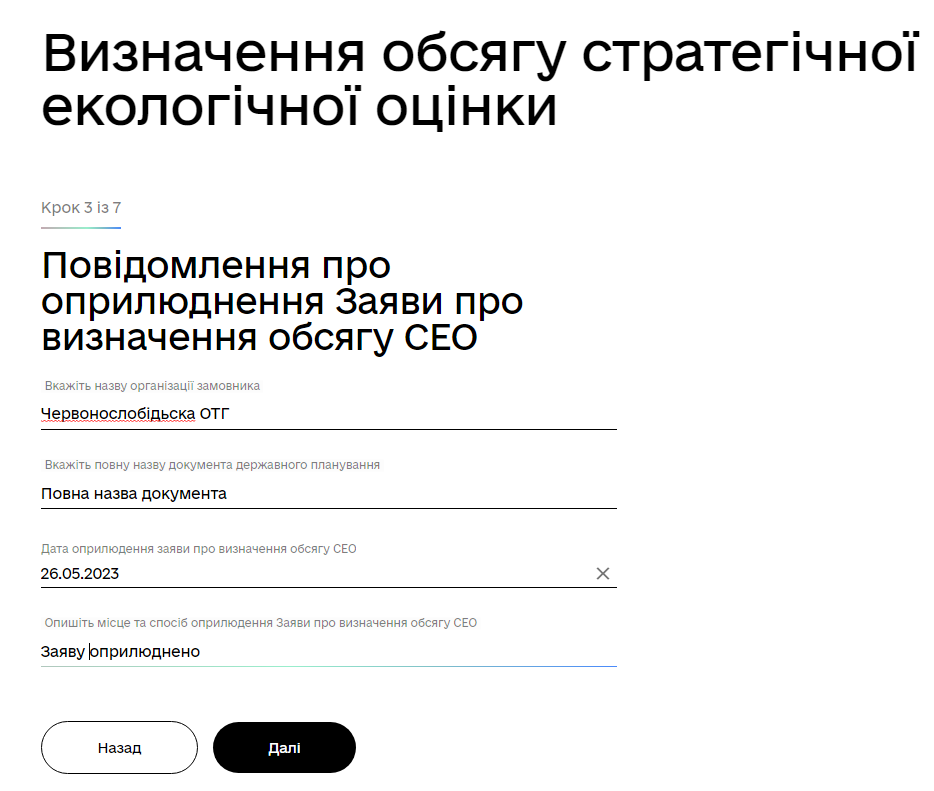 Визначення обсягу стратегічної
екологічної оцінки
Крок 3 із 7
Повідомлення про
оприлюднення Заяви про
визначення обсягу СЕО
Вкажіть назву організації замовника
Червонослобідьска ОТГ
Вкажіть повну назву документа державного планування
Повна назва документа
Дата оприлюдення заяви про визначення обсягу СЕО
26.05.2023
Опишіть місце та спосіб оприлюдення Заяви про визначення обсягу СЕО
Заяву оприлюднено
Назад
Далі